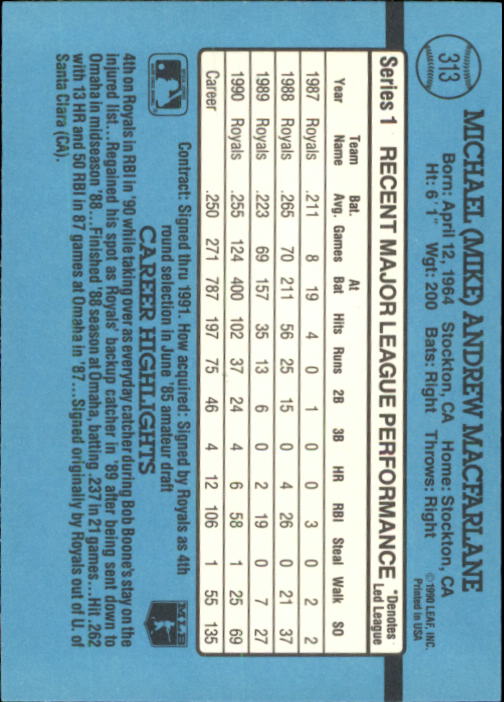 313
MICHAEL (MIKE) ANDREW MACFARLANE
Born: April 12, 1964 Stockton, CA Home: Stockton, CA
Ht: 6' 1" Wgt: 200 Bats: Right Throws: Right
©1990 LEAF, INC.
Printed in USA
Series 1 RECENT MAJOR LEAGUE PERFORMANCE *Denotes Led League
Year Team Name Bat. Avg. Games At Bat Hits Runs 2B 3B HR RBI Steal Walk SO
1987 Royals .211 8 19 4 0 1 0 0 3 0 2 2
1988 Royals .265 70 211 56 25 15 0 4 26 0 21 37
1989 Royals .223 69 157 35 13 6 0 2 19 0 7 27
1990 Royals .255 124 400 102 37 24 4 6 58 1 25 69
Career .250 271 787 197 75 46 4 12 106 1 55 135
Contract: Signed thru 1991. How acquired: Signed by Royals as 4th
round selection in June '85 amateur draft
CAREER HIGHLIGHTS
MLB
4th on Royals in RBI in '90 while taking over as everyday catcher during Bob Boone's stay on the
injured list...Regained his spot as Royals' backup catcher in '89 after being sent down to
Omaha in midseason '88...Finished '88 season at Omaha, batting .237 in 21 games...Hit .262
with 13 HR and 50 RBI in 87 games at Omaha in '87...Signed originally by Royals out of U. of
Santa Clara (CA).